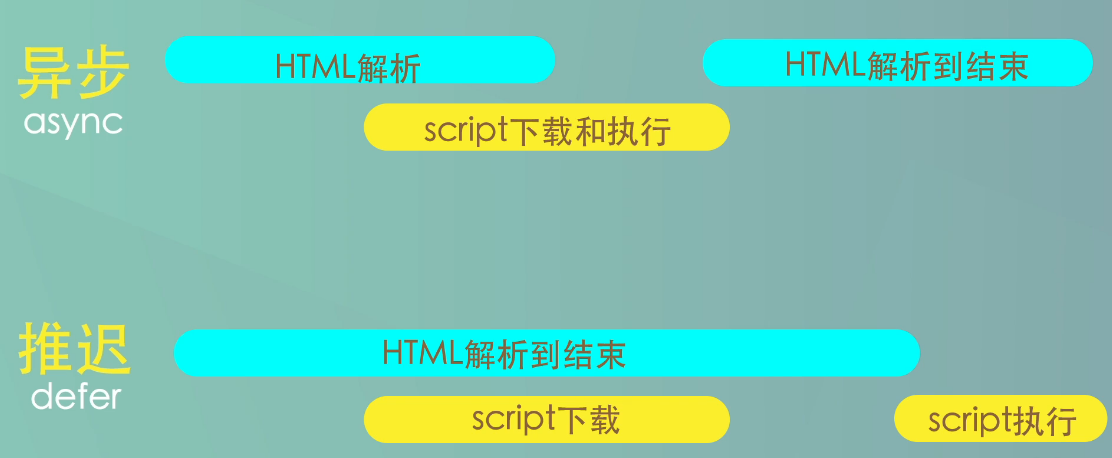 异步
async
HTML解析
HTML解析到结束
script下载和执行
推迟
defer
HTML解析到结束
script下载
script执行